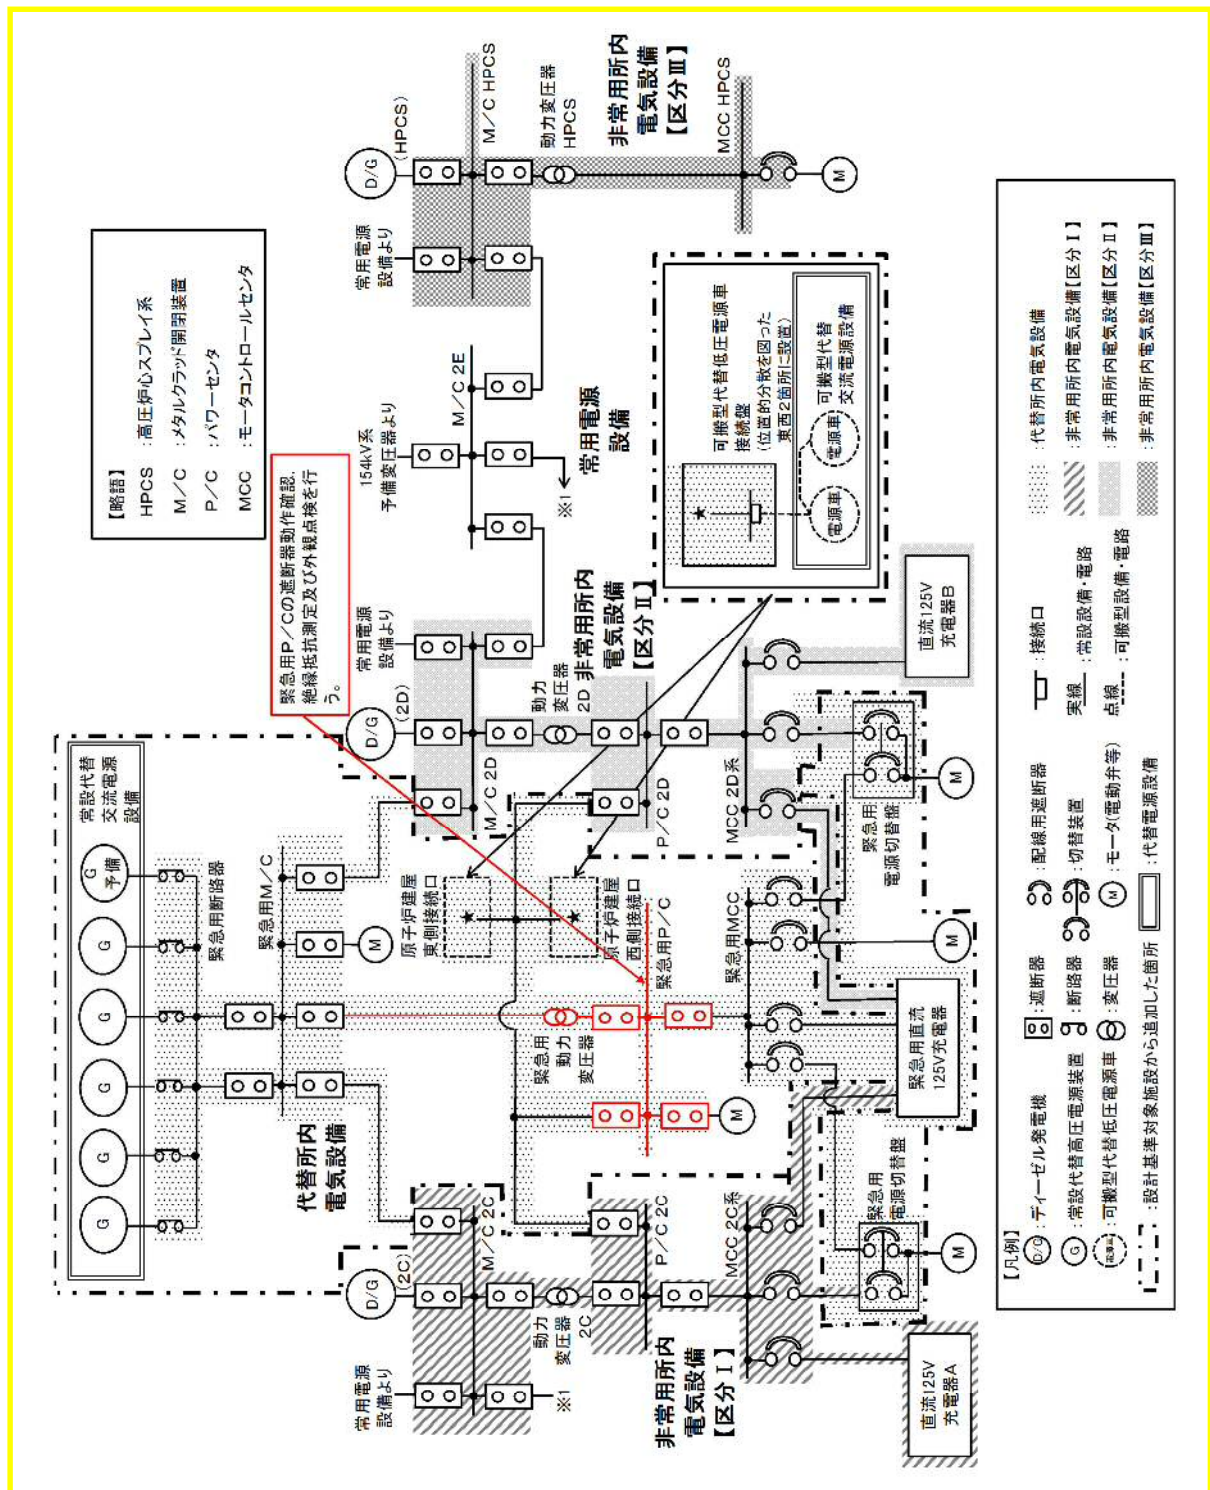 【略語】
HPCS ：高圧炉心スプレイ系
M／C ：メタルクラッド開閉装置
P／C ：パワーセンタ
MCC ：モータコントロールセンタ
緊急用P／Cの遮断器動作確認，
絶縁抵抗測定及び外観点検を行
う。
常設代替
交流電源
設備
G
G
G
G
G
G
予備
緊急用断路器
緊急用M／C
M
代替所内
電気設備
原子炉建屋
東側接続口
★
原子炉建屋
西側接続口
★
緊急用
動力
変圧器
緊急用P／C
M
緊急用MCC
M
緊急用直流
125V充電器
D/G
(2C)
常用電源
設備より
※1
M／C 2C
動力
変圧器
2C
P／C 2C
非常用所内
電気設備
【区分Ⅰ】
MCC 2C系
緊急用
電源切替盤
M
直流125V
充電器A
D/G
(2D)
常用電源
設備より
M／C 2D
動力
変圧器
2D
非常用所内
電気設備
【区分Ⅱ】
P／C 2D
MCC 2D系
緊急用
電源切替盤
M
直流125V
充電器B
154kV系
予備変圧器より
M／C 2E
※1
常用電源
設備
D/G
(HPCS)
常用電源
設備より
M／C HPCS
動力変圧器
HPCS
非常用所内
電気設備
【区分Ⅲ】
MCC HPCS
M
可搬型代替低圧電源車
接続盤
(位置的分散を図った
東西2箇所に設置)
★
電源車
電源車
可搬型代替
交流電源設備
【凡例】
D/G ：ディーゼル発電機
G ：常設代替高圧電源装置
電源車 ：可搬型代替低圧電源車
：設計基準対象施設から追加した箇所
：遮断器
：断路器
：変圧器
：代替電源設備
：配線用遮断器
：切替装置
M ：モータ(電動弁等)
：接続口
実線 ：常設設備・電路
点線 ：可搬型設備・電路
：代替所内電気設備
：非常用所内電気設備【区分Ⅰ】
：非常用所内電気設備【区分Ⅱ】
：非常用所内電気設備【区分Ⅲ】